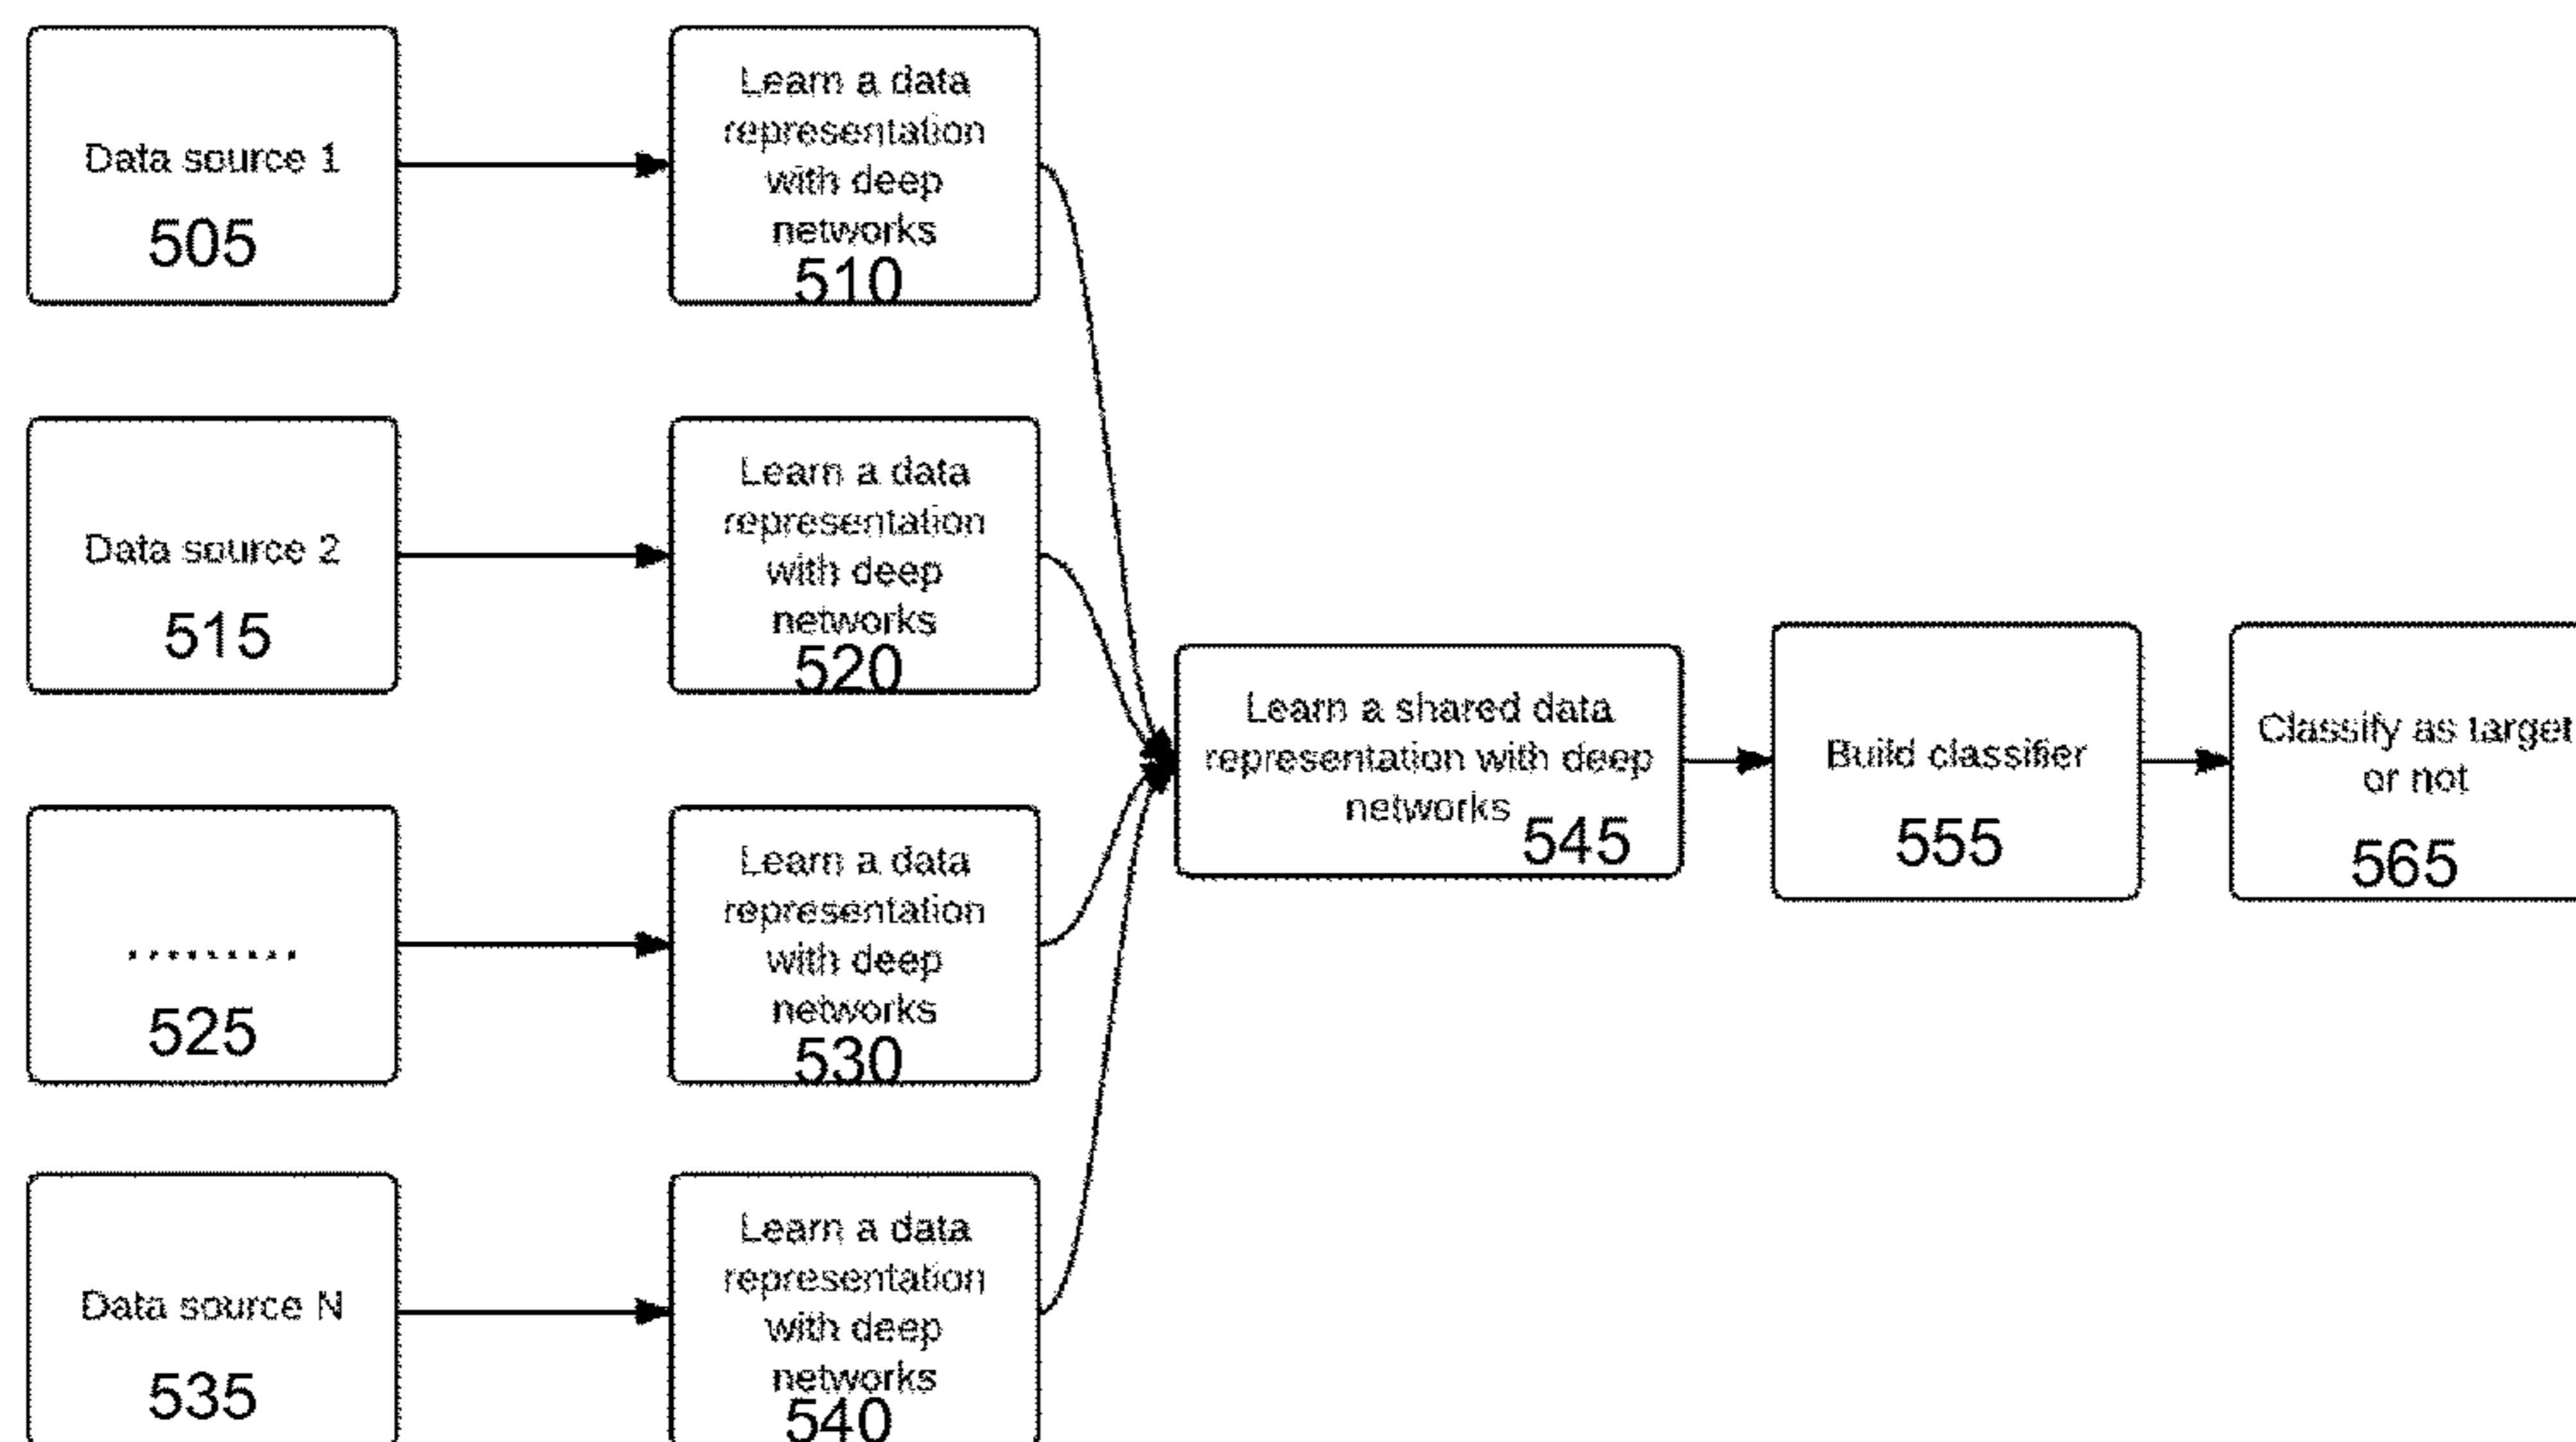 Data source 1
505
Learn a data
representation
with deep
networks
510
Data source 2
515
Learn a data
representation
with deep
networks
520
.........
525
Learn a data
representation
with deep
networks
530
Data source N
535
Learn a data
representation
with deep
networks
540
Learn a shared data
representation with deep
networks
545
Build classifier
555
Classify as target
or not
565